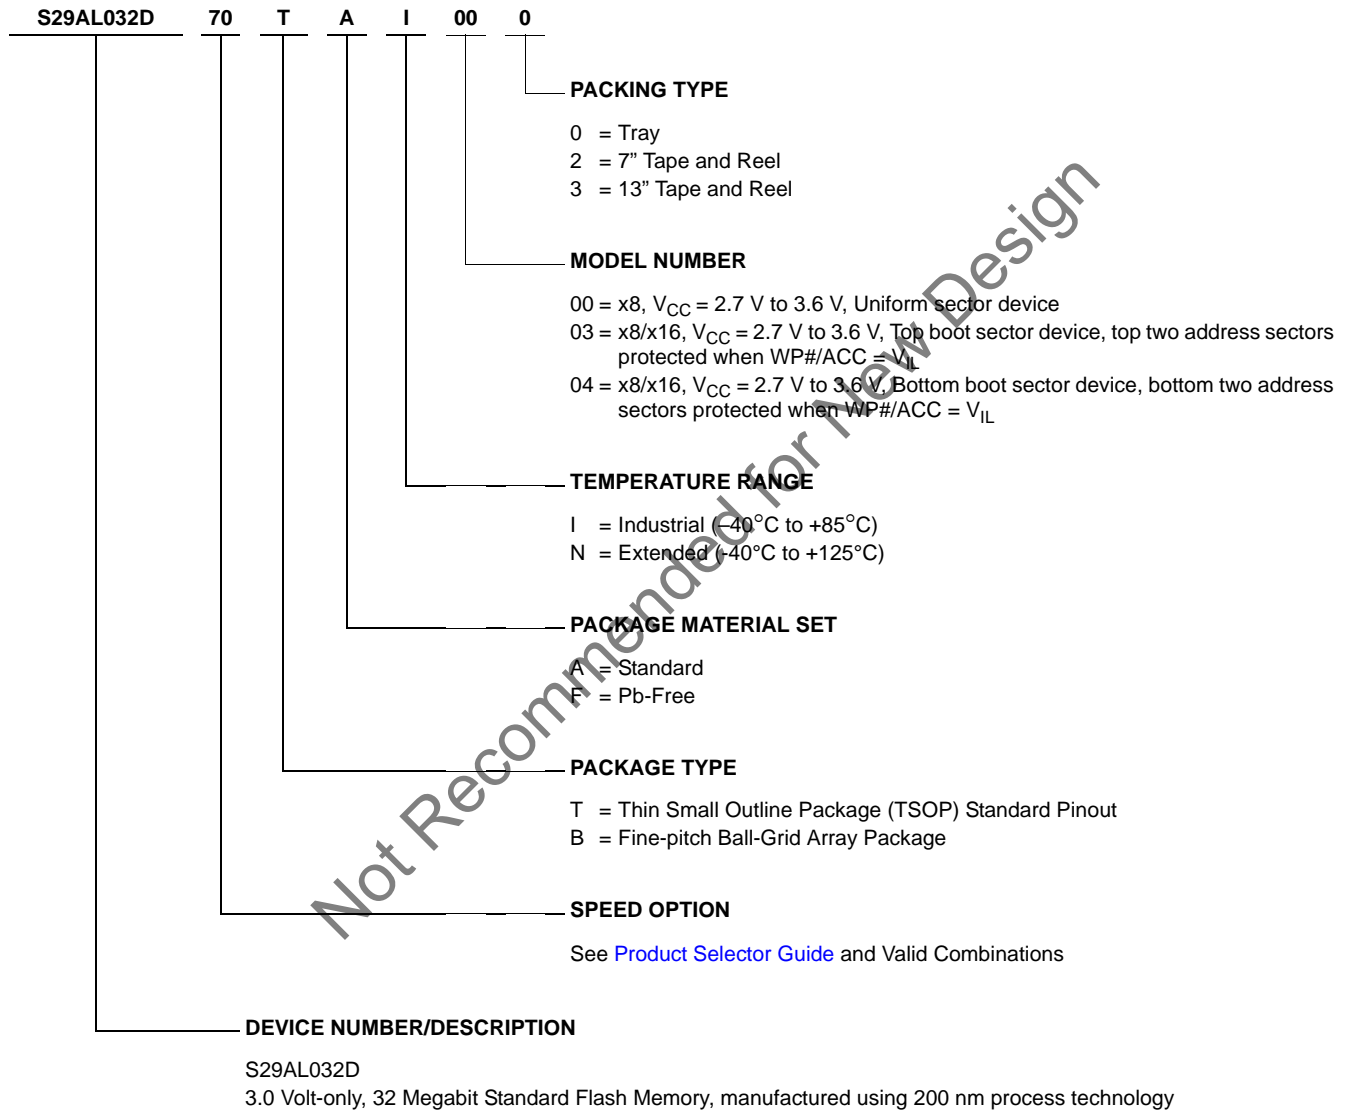 S29AL032D 70 T A I 00 0
PACKING TYPE
0 = Tray
2 = 7” Tape and Reel
3 = 13” Tape and Reel
MODEL NUMBER
00 = x8, VCC = 2.7 V to 3.6 V, Uniform sector device
03 = x8/x16, VCC = 2.7 V to 3.6 V, Top boot sector device, top two address sectors
protected when WP#/ACC = VIL
04 = x8/x16, VCC = 2.7 V to 3.6 V, Bottom boot sector device, bottom two address
sectors protected when WP#/ACC = VIL
TEMPERATURE RANGE
I = Industrial (–40°C to +85°C)
N = Extended (-40°C to +125°C)
PACKAGE MATERIAL SET
A = Standard
F = Pb-Free
PACKAGE TYPE
T = Thin Small Outline Package (TSOP) Standard Pinout
B = Fine-pitch Ball-Grid Array Package
SPEED OPTION
See Product Selector Guide and Valid Combinations
DEVICE NUMBER/DESCRIPTION
S29AL032D
3.0 Volt-only, 32 Megabit Standard Flash Memory, manufactured using 200 nm process technology
Not Recommended for New Design